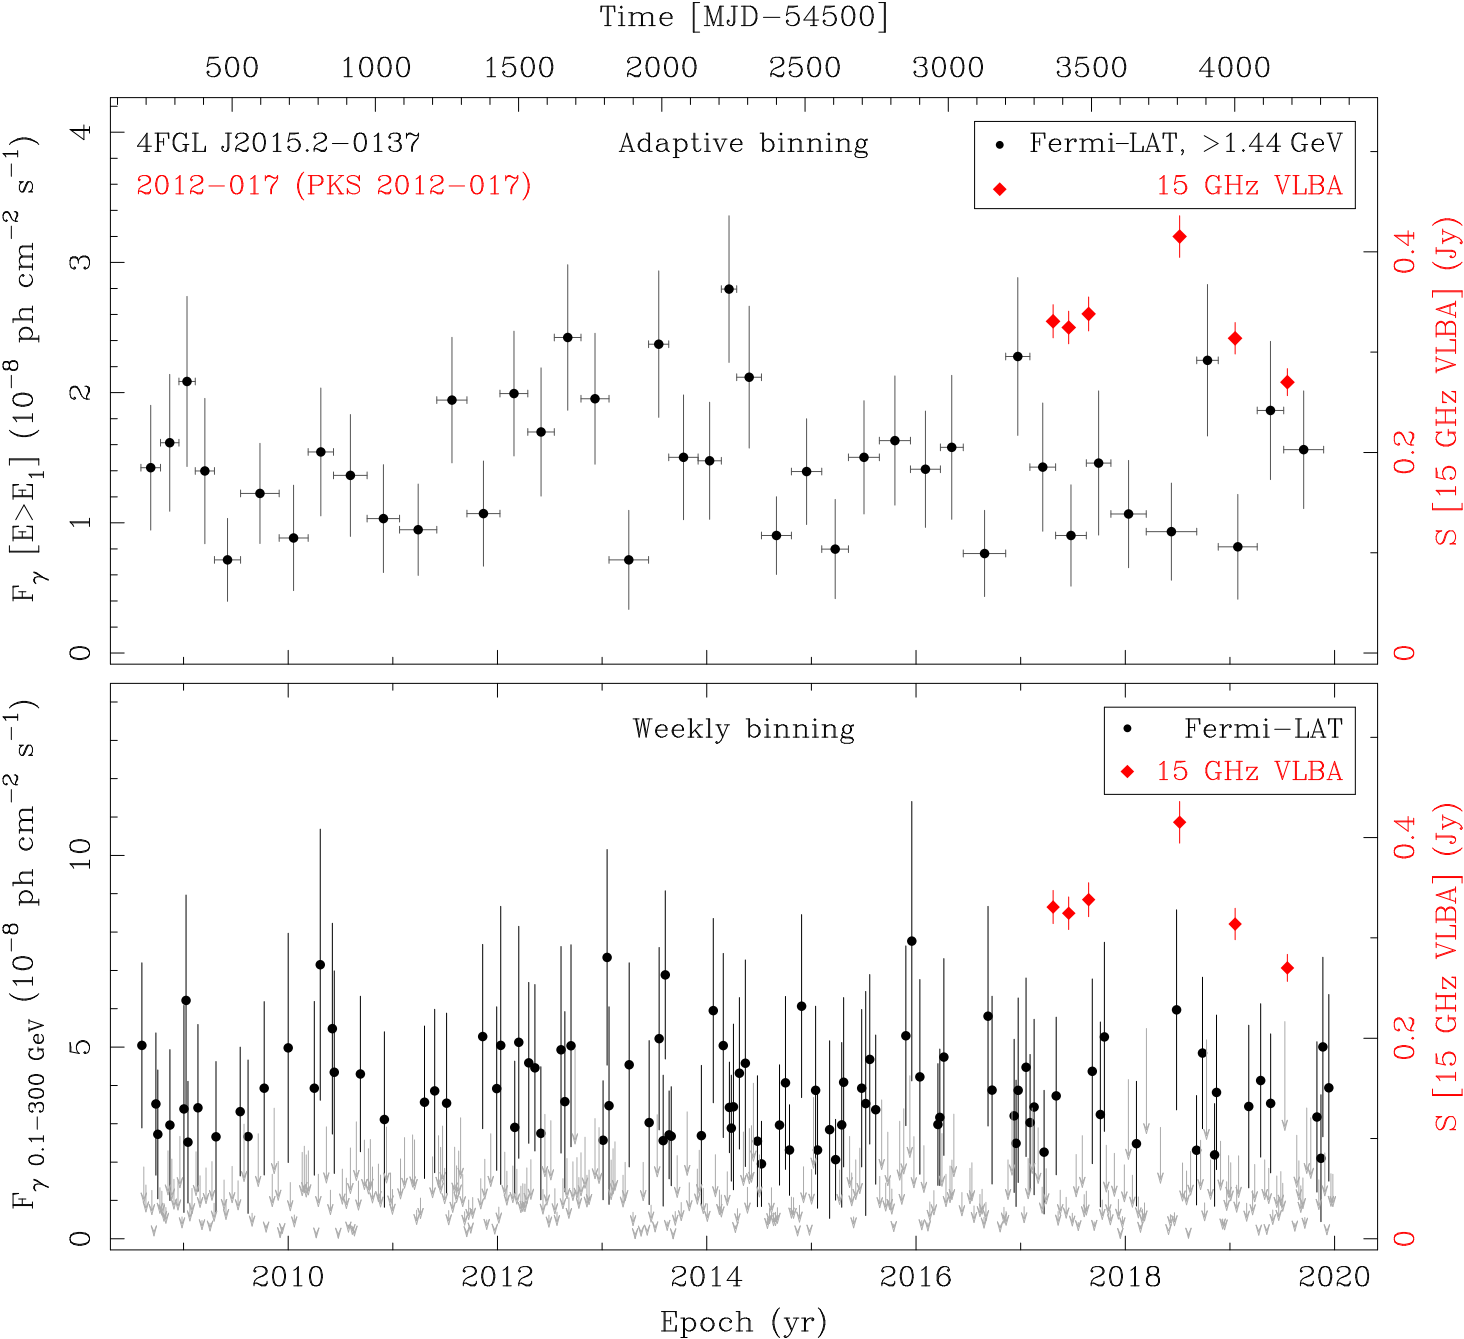 Time [MJD−54500]
500 1000 1500 2000 2500 3000 3500 4000
4FGL J2015.2−0137
2012−017 (PKS 2012−017)
Adaptive binning
Fermi−LAT, >1.44 GeV
15 GHz VLBA
F_γ [E>E_1] (10^−8 ph cm^−2 s^−1)
4
3
2
1
0
S [15 GHz VLBA] (Jy)
0.4
0.2
0
Weekly binning
Fermi−LAT
15 GHz VLBA
F_γ 0.1−300 GeV (10^−8 ph cm^−2 s^−1)
10
5
0
S [15 GHz VLBA] (Jy)
0.4
0.2
0
2010 2012 2014 2016 2018 2020
Epoch (yr)